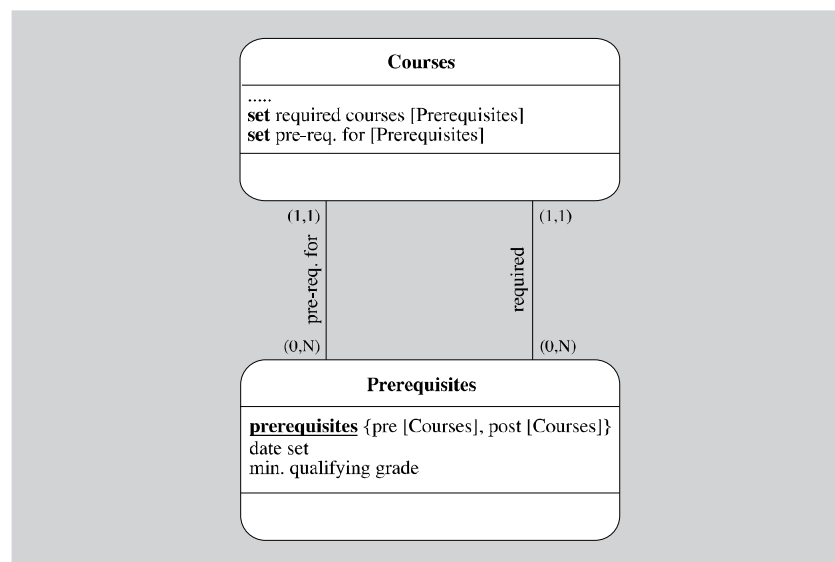 Courses
.....
set required courses [Prerequisites]
set pre-req. for [Prerequisites]
(1,1)
(1,1)
pre-req. for
required
(0,N)
(0,N)
Prerequisites
prerequisites {pre [Courses], post [Courses]}
date set
min. qualifying grade